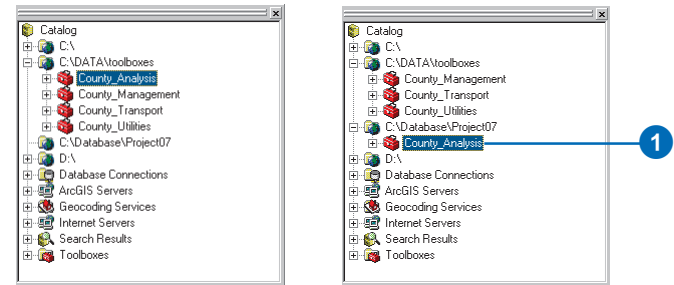 Catalog
C:\
C:\DATA\toolboxes
County_Analysis
County_Management
County_Transport
County_Utilities
C:\Database\Project07
D:\
Database Connections
ArcGIS Servers
Geocoding Services
Internet Servers
Search Results
Toolboxes
Catalog
C:\
C:\DATA\toolboxes
County_Management
County_Transport
County_Utilities
C:\Database\Project07
County_Analysis
1
D:\
Database Connections
ArcGIS Servers
Geocoding Services
Internet Servers
Search Results
Toolboxes